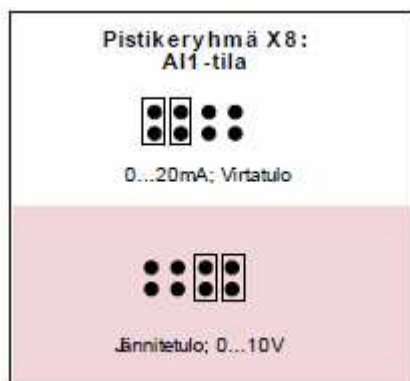 Pistikeryhmä X8:
AI1-tila
0...20mA; Virtatulo
Jännitetulo; 0...10V